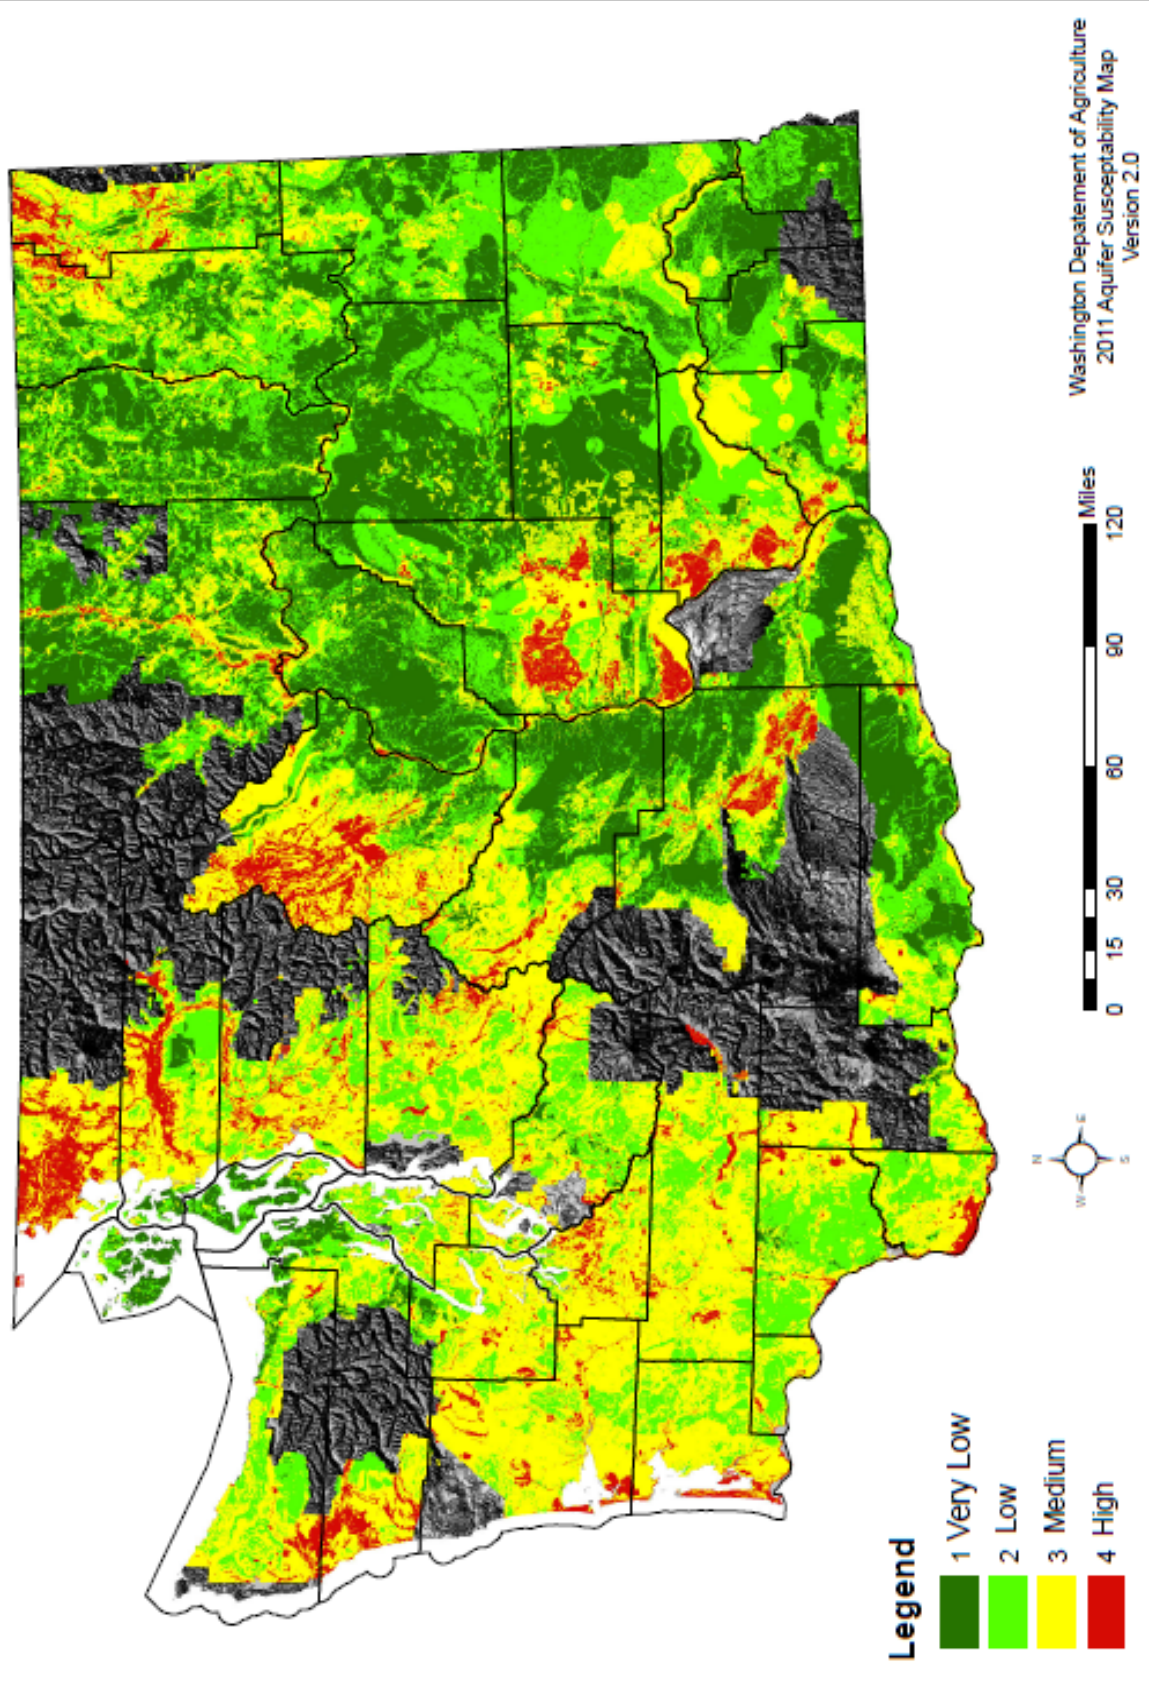 Legend
1 Very Low
2 Low
3 Medium
4 High
N
W
E
S
0 15 30 60 90 120
Miles
Washington Depatement of Agriculture
2011 Aquifer Susceptability Map
Version 2.0